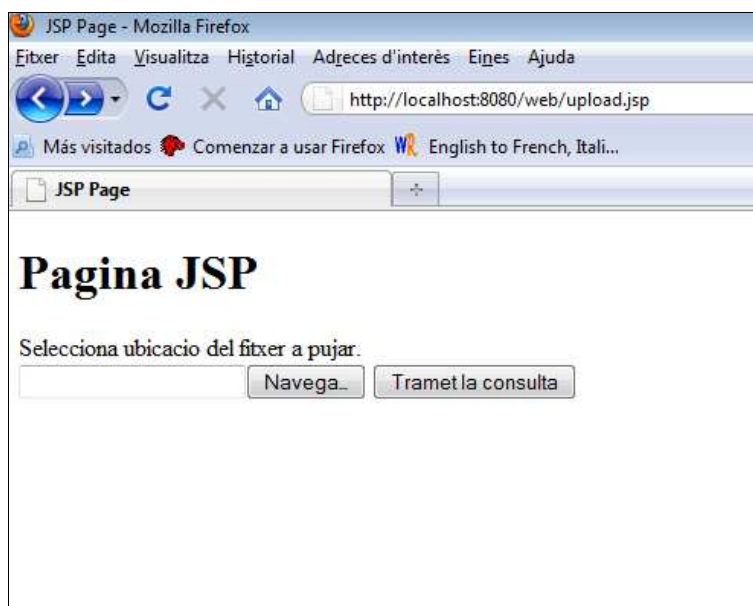 JSP Page - Mozilla Firefox
Fitxer Edita Visualitza Historial Adreces d'interès Eines Ajuda
http://localhost:8080/web/upload.jsp
Más visitados Comenzar a usar Firefox WR English to French, Itali...
JSP Page
Pagina JSP
Selecciona ubicacio del fitxer a pujar.
Navega... Tramet la consulta